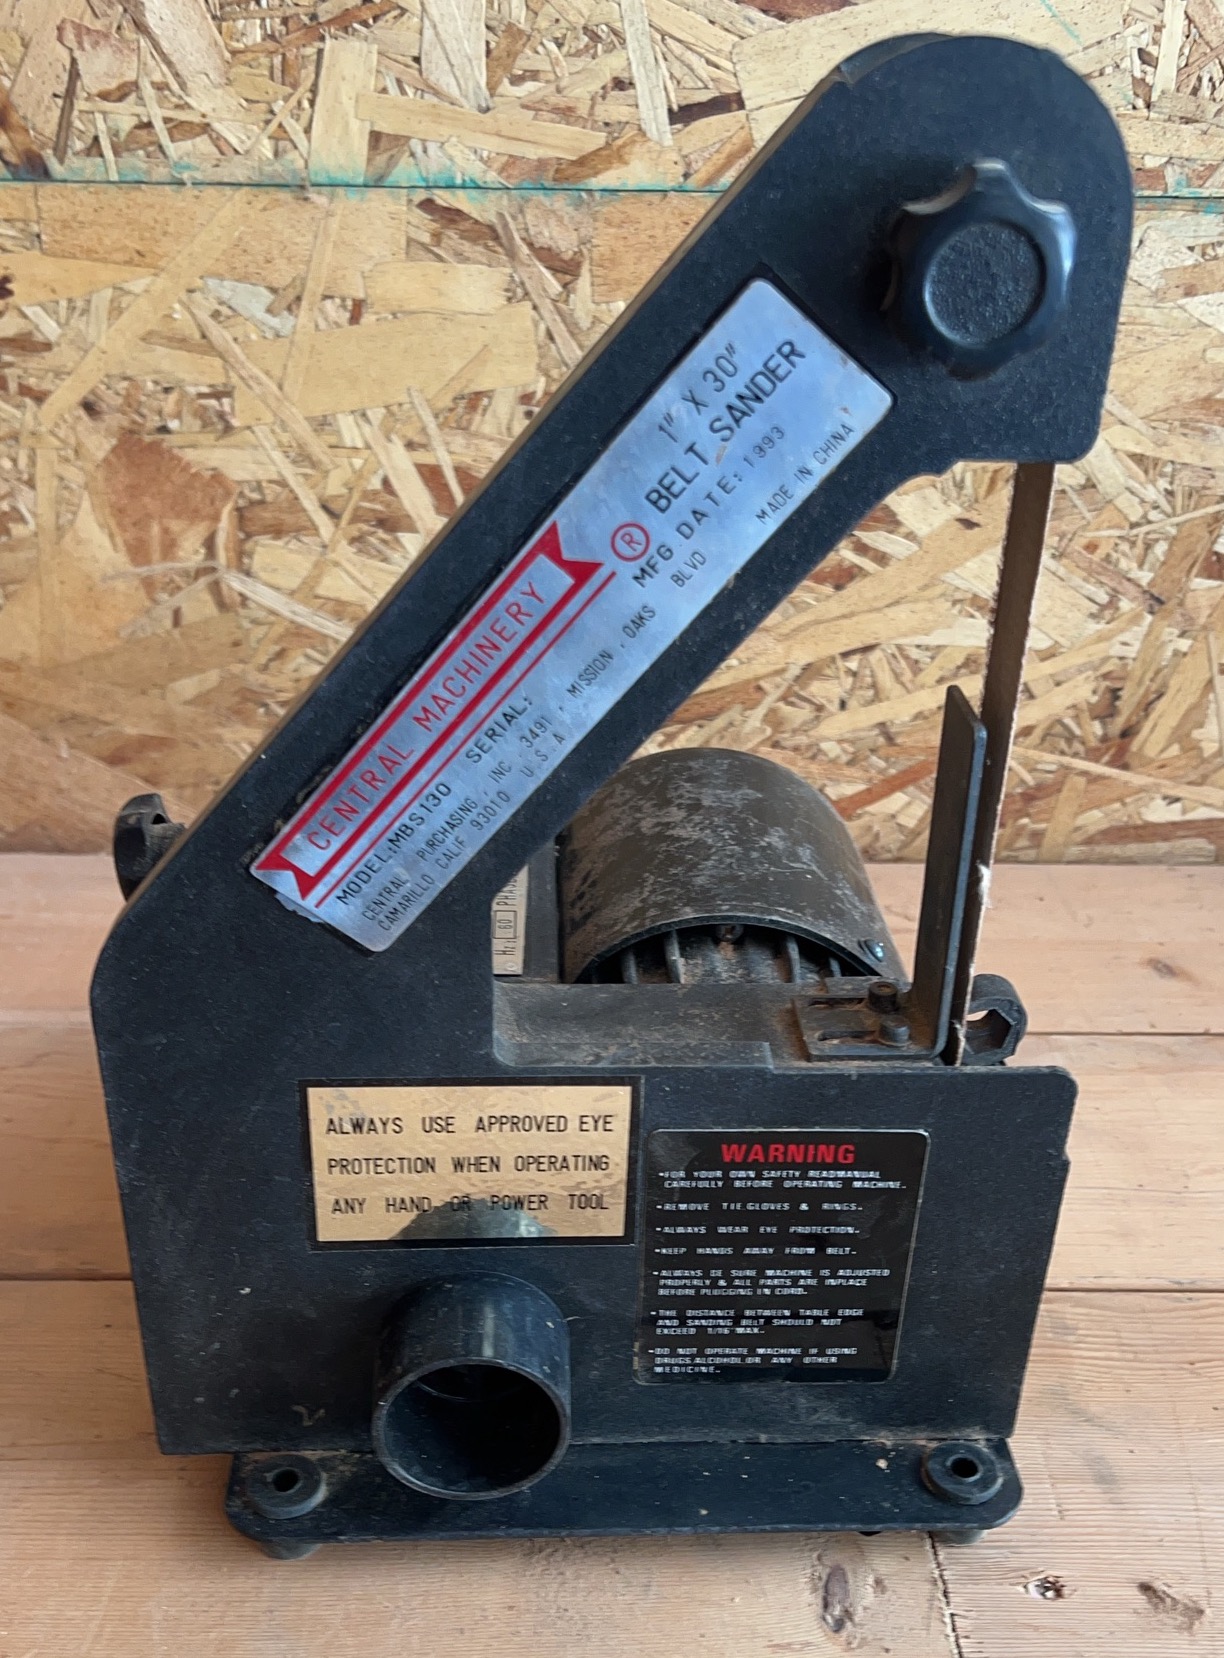 1" X 30"
BELT SANDER
MFG DATE: 1993
MADE IN CHINA
CENTRAL MACHINERY ®
MODEL:MBS130 SERIAL:
CENTRAL PURCHASING, INC 3491, MISSION, OAKS BLVD
CAMARILLO CALIF 93010 U.S.A
Hz: 60 PHAS
ALWAYS USE APPROVED EYE
PROTECTION WHEN OPERATING
ANY HAND OR POWER TOOL
WARNING
•FOR YOUR OWN SAFETY READMANUAL
CAREFULLY BEFORE OPERATING MACHINE.
•REMOVE TIE.GLOVES & RINGS.
•ALWAYS WEAR EYE PROTECTION.
•KEEP HANDS AWAY FROM BELT.
•ALWAYS BE SURE MACHINE IS ADJUSTED
PROPERLY & ALL PARTS ARE INPLACE
BEFORE PLUGGING IN CORD.
•THE DISTANCE BETWEEN TABLE EDGE
AND SANDING BELT SHOULD NOT
EXCEED 1/16"MAX.
•DO NOT OPERATE MACHINE IF USING
DRUGS.ALCOHOL.OR ANY OTHER
MEDICINE.